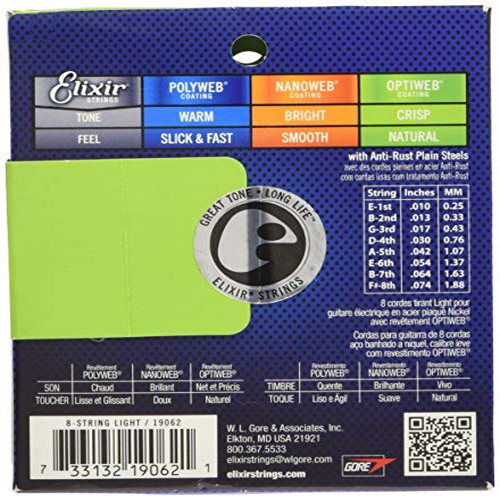 Elixir STRINGS POLYWEB® COATING NANOWEB® COATING OPTIWEB® COATING
TONE WARM BRIGHT CRISP
FEEL SLICK & FAST SMOOTH NATURAL
with Anti-Rust Plain Steels
avec des cordes pleines en acier Anti-Rust
con cordas lisas com tratamento Anti-Rust
String Inches MM
E-1st .010 0.25
B-2nd .013 0.33
G-3rd .017 0.43
D-4th .030 0.76
A-5th .042 1.07
E-6th .054 1.37
B-7th .064 1.63
F#-8th .074 1.88
GREAT TONE • LONG LIFE™
ELIXIR® STRINGS
8 cordes tirant Light pour
guitare électrique en acier plaqué Nickel
avec revêtement OPTIWEB®
Cordas para guitarra de 8 cordas
aço banhado a niquel, calibre leve
com revestimento OPTIWEB®
Revêtement POLYWEB® Revêtement NANOWEB® Revêtement OPTIWEB®
SON Chaud Brillant Net et Précis
TOUCHER Lisse et Glissant Doux Naturel
Revestimento POLYWEB® Revestimento NANOWEB® Revestimento OPTIWEB®
TIMBRE Quente Brilhante Vivo
TOQUE Liso e Ágil Suave Natural
8-STRING LIGHT / 19062
7 33132 19062 1
W. L. Gore & Associates, Inc.
Elkton, MD USA 21921
800.367.5533
elixirstrings@wlgore.com
elixirstrings.com
GORE